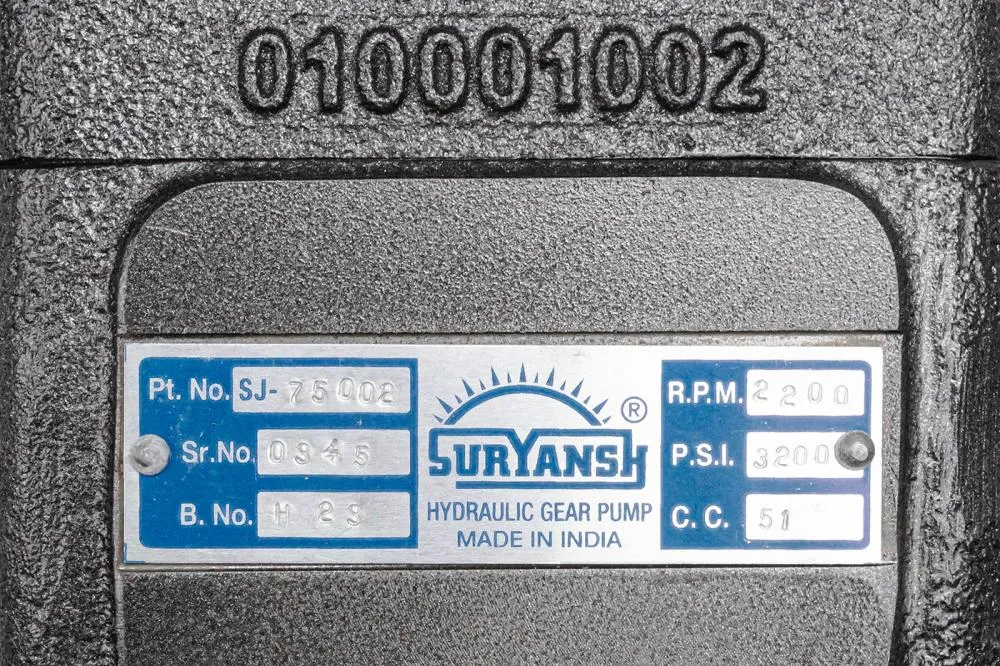 010001002
Pt. No. SJ- 75002
Sr.No. 0345
B. No. H 23
SURYANSH ®
HYDRAULIC GEAR PUMP
MADE IN INDIA
R.P.M. 2200
P.S.I. 3200
C. C. 51